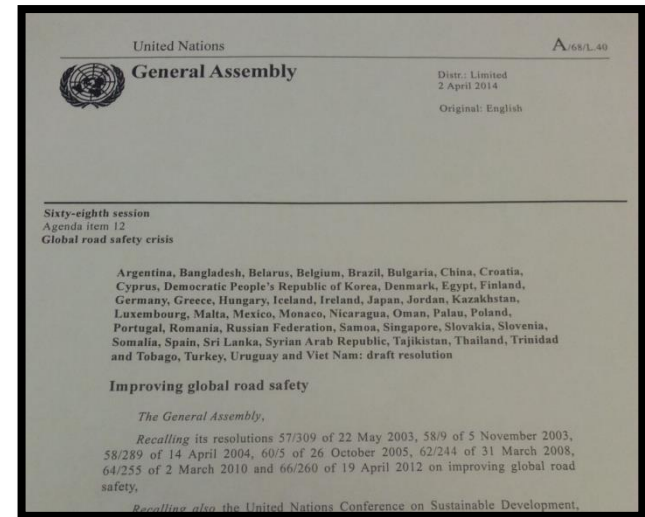 United Nations
A/68/L.40
General Assembly
Distr.: Limited
2 April 2014
Original: English
Sixty-eighth session
Agenda item 12
Global road safety crisis
Argentina, Bangladesh, Belarus, Belgium, Brazil, Bulgaria, China, Croatia,
Cyprus, Democratic People's Republic of Korea, Denmark, Egypt, Finland,
Germany, Greece, Hungary, Iceland, Ireland, Japan, Jordan, Kazakhstan,
Luxembourg, Malta, Mexico, Monaco, Nicaragua, Oman, Palau, Poland,
Portugal, Romania, Russian Federation, Samoa, Singapore, Slovakia, Slovenia,
Somalia, Spain, Sri Lanka, Syrian Arab Republic, Tajikistan, Thailand, Trinidad
and Tobago, Turkey, Uruguay and Viet Nam: draft resolution
Improving global road safety
The General Assembly,
Recalling its resolutions 57/309 of 22 May 2003, 58/9 of 5 November 2003,
58/289 of 14 April 2004, 60/5 of 26 October 2005, 62/244 of 31 March 2008,
64/255 of 2 March 2010 and 66/260 of 19 April 2012 on improving global road
safety,
Recalling also the United Nations Conference on Sustainable Development,